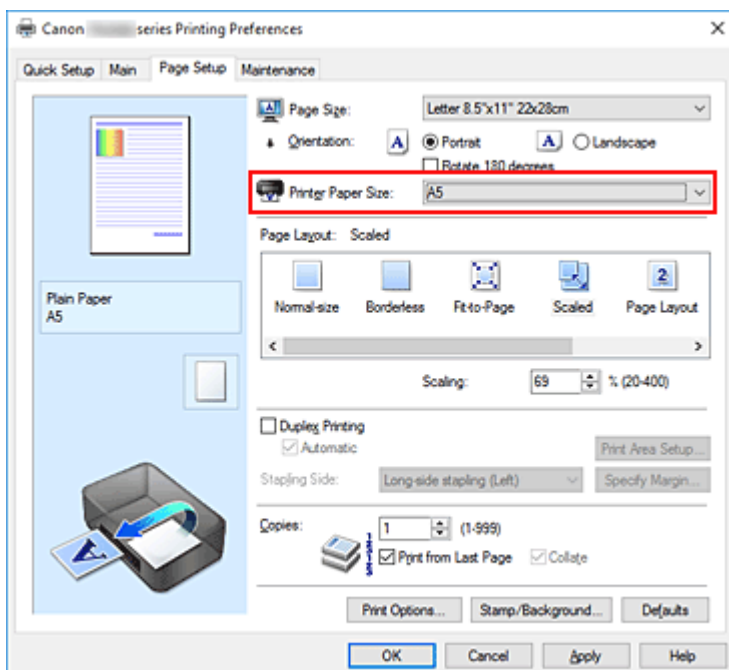 Canon series Printing Preferences
Quick Setup Main Page Setup Maintenance
Page Size: Letter 8.5"x11" 22x28cm
Orientation: A Portrait A Landscape
Rotate 180 degrees
Printer Paper Size: A5
Page Layout: Scaled
Normal-size Borderless Fit-to-Page Scaled Page Layout
Plain Paper
A5
Scaling: 69 % (20-400)
Duplex Printing
Automatic Print Area Setup...
Stapling Side: Long-side stapling (Left) Specify Margin...
Copies: 1 (1-999)
Print from Last Page Collate
Print Options... Stamp/Background... Defaults
OK Cancel Apply Help